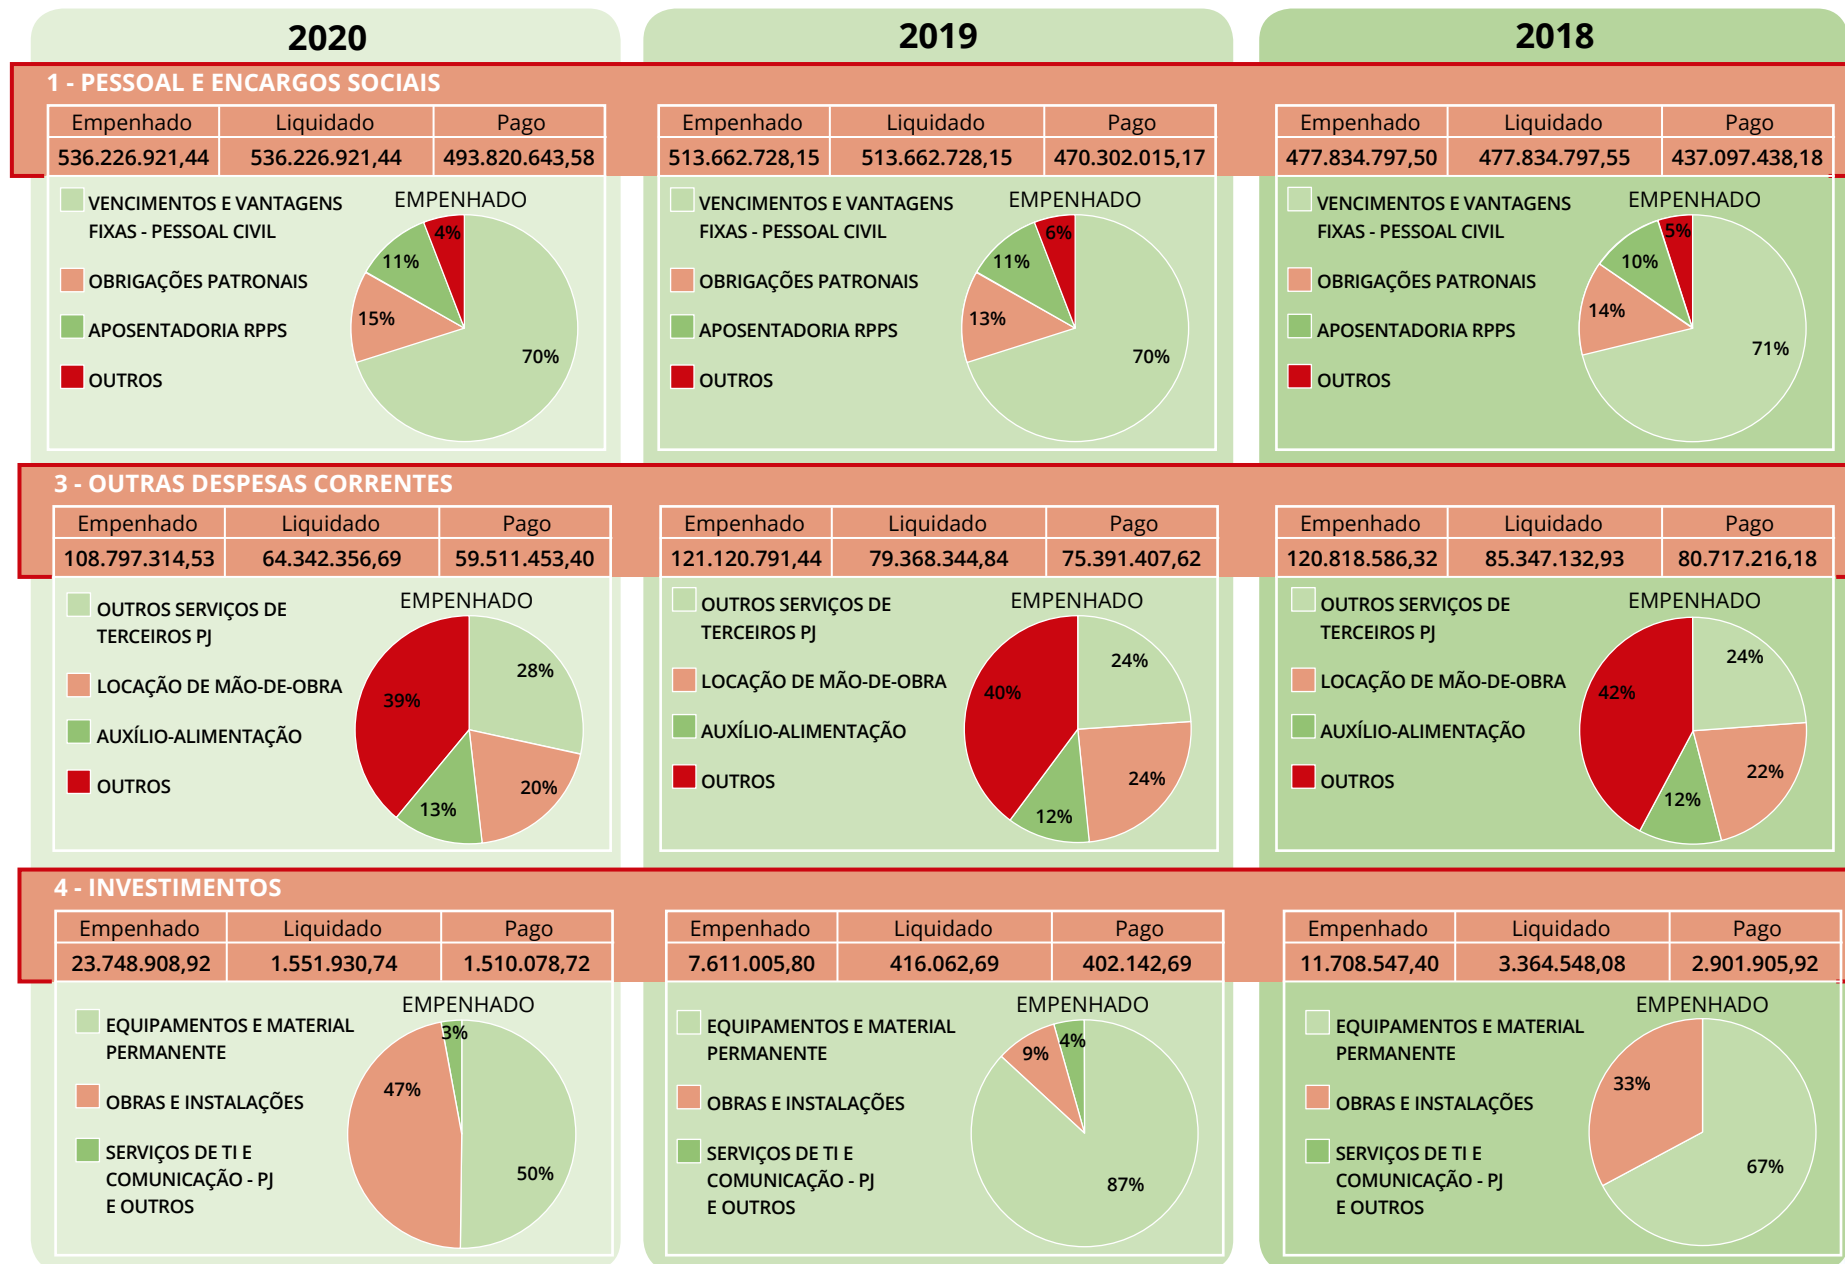 2020
2019
2018
1 - PESSOAL E ENCARGOS SOCIAIS
Empenhado Liquidado Pago
536.226.921,44 536.226.921,44 493.820.643,58
Empenhado Liquidado Pago
513.662.728,15 513.662.728,15 470.302.015,17
Empenhado Liquidado Pago
477.834.797,50 477.834.797,55 437.097.438,18
EMPENHADO
VENCIMENTOS E VANTAGENS
FIXAS - PESSOAL CIVIL
OBRIGAÇÕES PATRONAIS
APOSENTADORIA RPPS
OUTROS
4%
11%
15%
70%
EMPENHADO
VENCIMENTOS E VANTAGENS
FIXAS - PESSOAL CIVIL
OBRIGAÇÕES PATRONAIS
APOSENTADORIA RPPS
OUTROS
6%
11%
13%
70%
EMPENHADO
VENCIMENTOS E VANTAGENS
FIXAS - PESSOAL CIVIL
OBRIGAÇÕES PATRONAIS
APOSENTADORIA RPPS
OUTROS
5%
10%
14%
71%
3 - OUTRAS DESPESAS CORRENTES
Empenhado Liquidado Pago
108.797.314,53 64.342.356,69 59.511.453,40
Empenhado Liquidado Pago
121.120.791,44 79.368.344,84 75.391.407,62
Empenhado Liquidado Pago
120.818.586,32 85.347.132,93 80.717.216,18
EMPENHADO
OUTROS SERVIÇOS DE
TERCEIROS PJ
LOCAÇÃO DE MÃO-DE-OBRA
AUXÍLIO-ALIMENTAÇÃO
OUTROS
28%
39%
20%
13%
EMPENHADO
OUTROS SERVIÇOS DE
TERCEIROS PJ
LOCAÇÃO DE MÃO-DE-OBRA
AUXÍLIO-ALIMENTAÇÃO
OUTROS
24%
40%
24%
12%
EMPENHADO
OUTROS SERVIÇOS DE
TERCEIROS PJ
LOCAÇÃO DE MÃO-DE-OBRA
AUXÍLIO-ALIMENTAÇÃO
OUTROS
24%
42%
22%
12%
4 - INVESTIMENTOS
Empenhado Liquidado Pago
23.748.908,92 1.551.930,74 1.510.078,72
Empenhado Liquidado Pago
7.611.005,80 416.062,69 402.142,69
Empenhado Liquidado Pago
11.708.547,40 3.364.548,08 2.901.905,92
EMPENHADO
EQUIPAMENTOS E MATERIAL
PERMANENTE
OBRAS E INSTALAÇÕES
SERVIÇOS DE TI E
COMUNICAÇÃO - PJ
E OUTROS
3%
47%
50%
EMPENHADO
EQUIPAMENTOS E MATERIAL
PERMANENTE
OBRAS E INSTALAÇÕES
SERVIÇOS DE TI E
COMUNICAÇÃO - PJ
E OUTROS
4%
9%
87%
EMPENHADO
EQUIPAMENTOS E MATERIAL
PERMANENTE
OBRAS E INSTALAÇÕES
SERVIÇOS DE TI E
COMUNICAÇÃO - PJ
E OUTROS
33%
67%